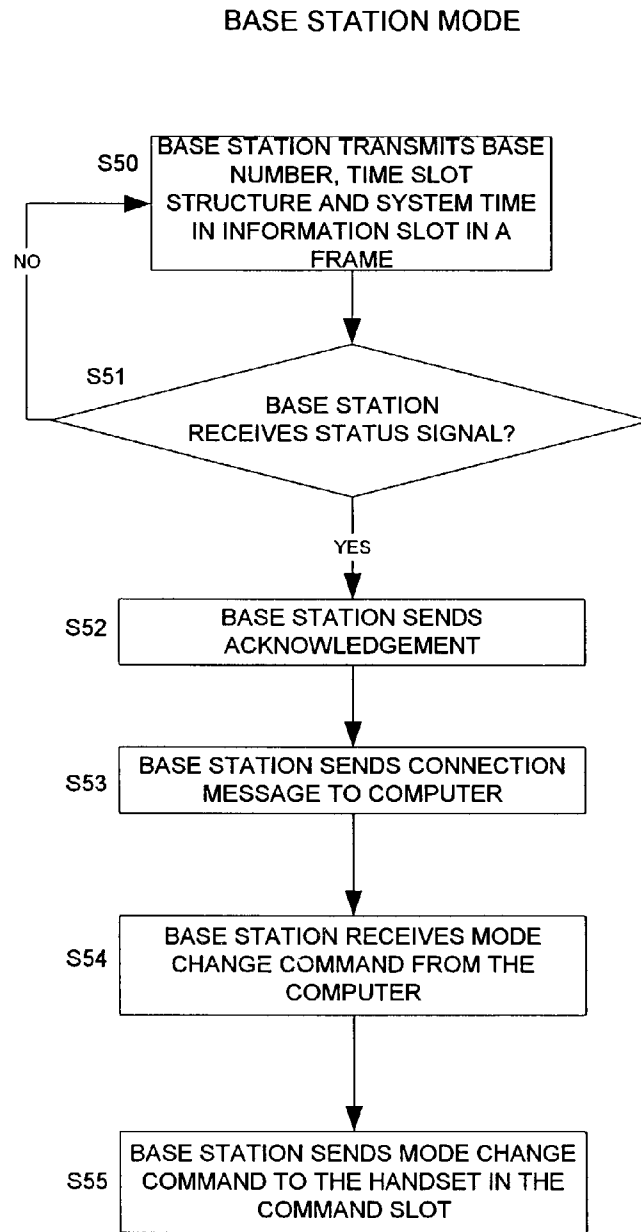 BASE STATION MODE
S50
BASE STATION TRANSMITS BASE
NUMBER, TIME SLOT
STRUCTURE AND SYSTEM TIME
IN INFORMATION SLOT IN A
FRAME
NO
S51
BASE STATION
RECEIVES STATUS SIGNAL?
YES
S52
BASE STATION SENDS
ACKNOWLEDGEMENT
S53
BASE STATION SENDS CONNECTION
MESSAGE TO COMPUTER
S54
BASE STATION RECEIVES MODE
CHANGE COMMAND FROM THE
COMPUTER
S55
BASE STATION SENDS MODE CHANGE
COMMAND TO THE HANDSET IN THE
COMMAND SLOT